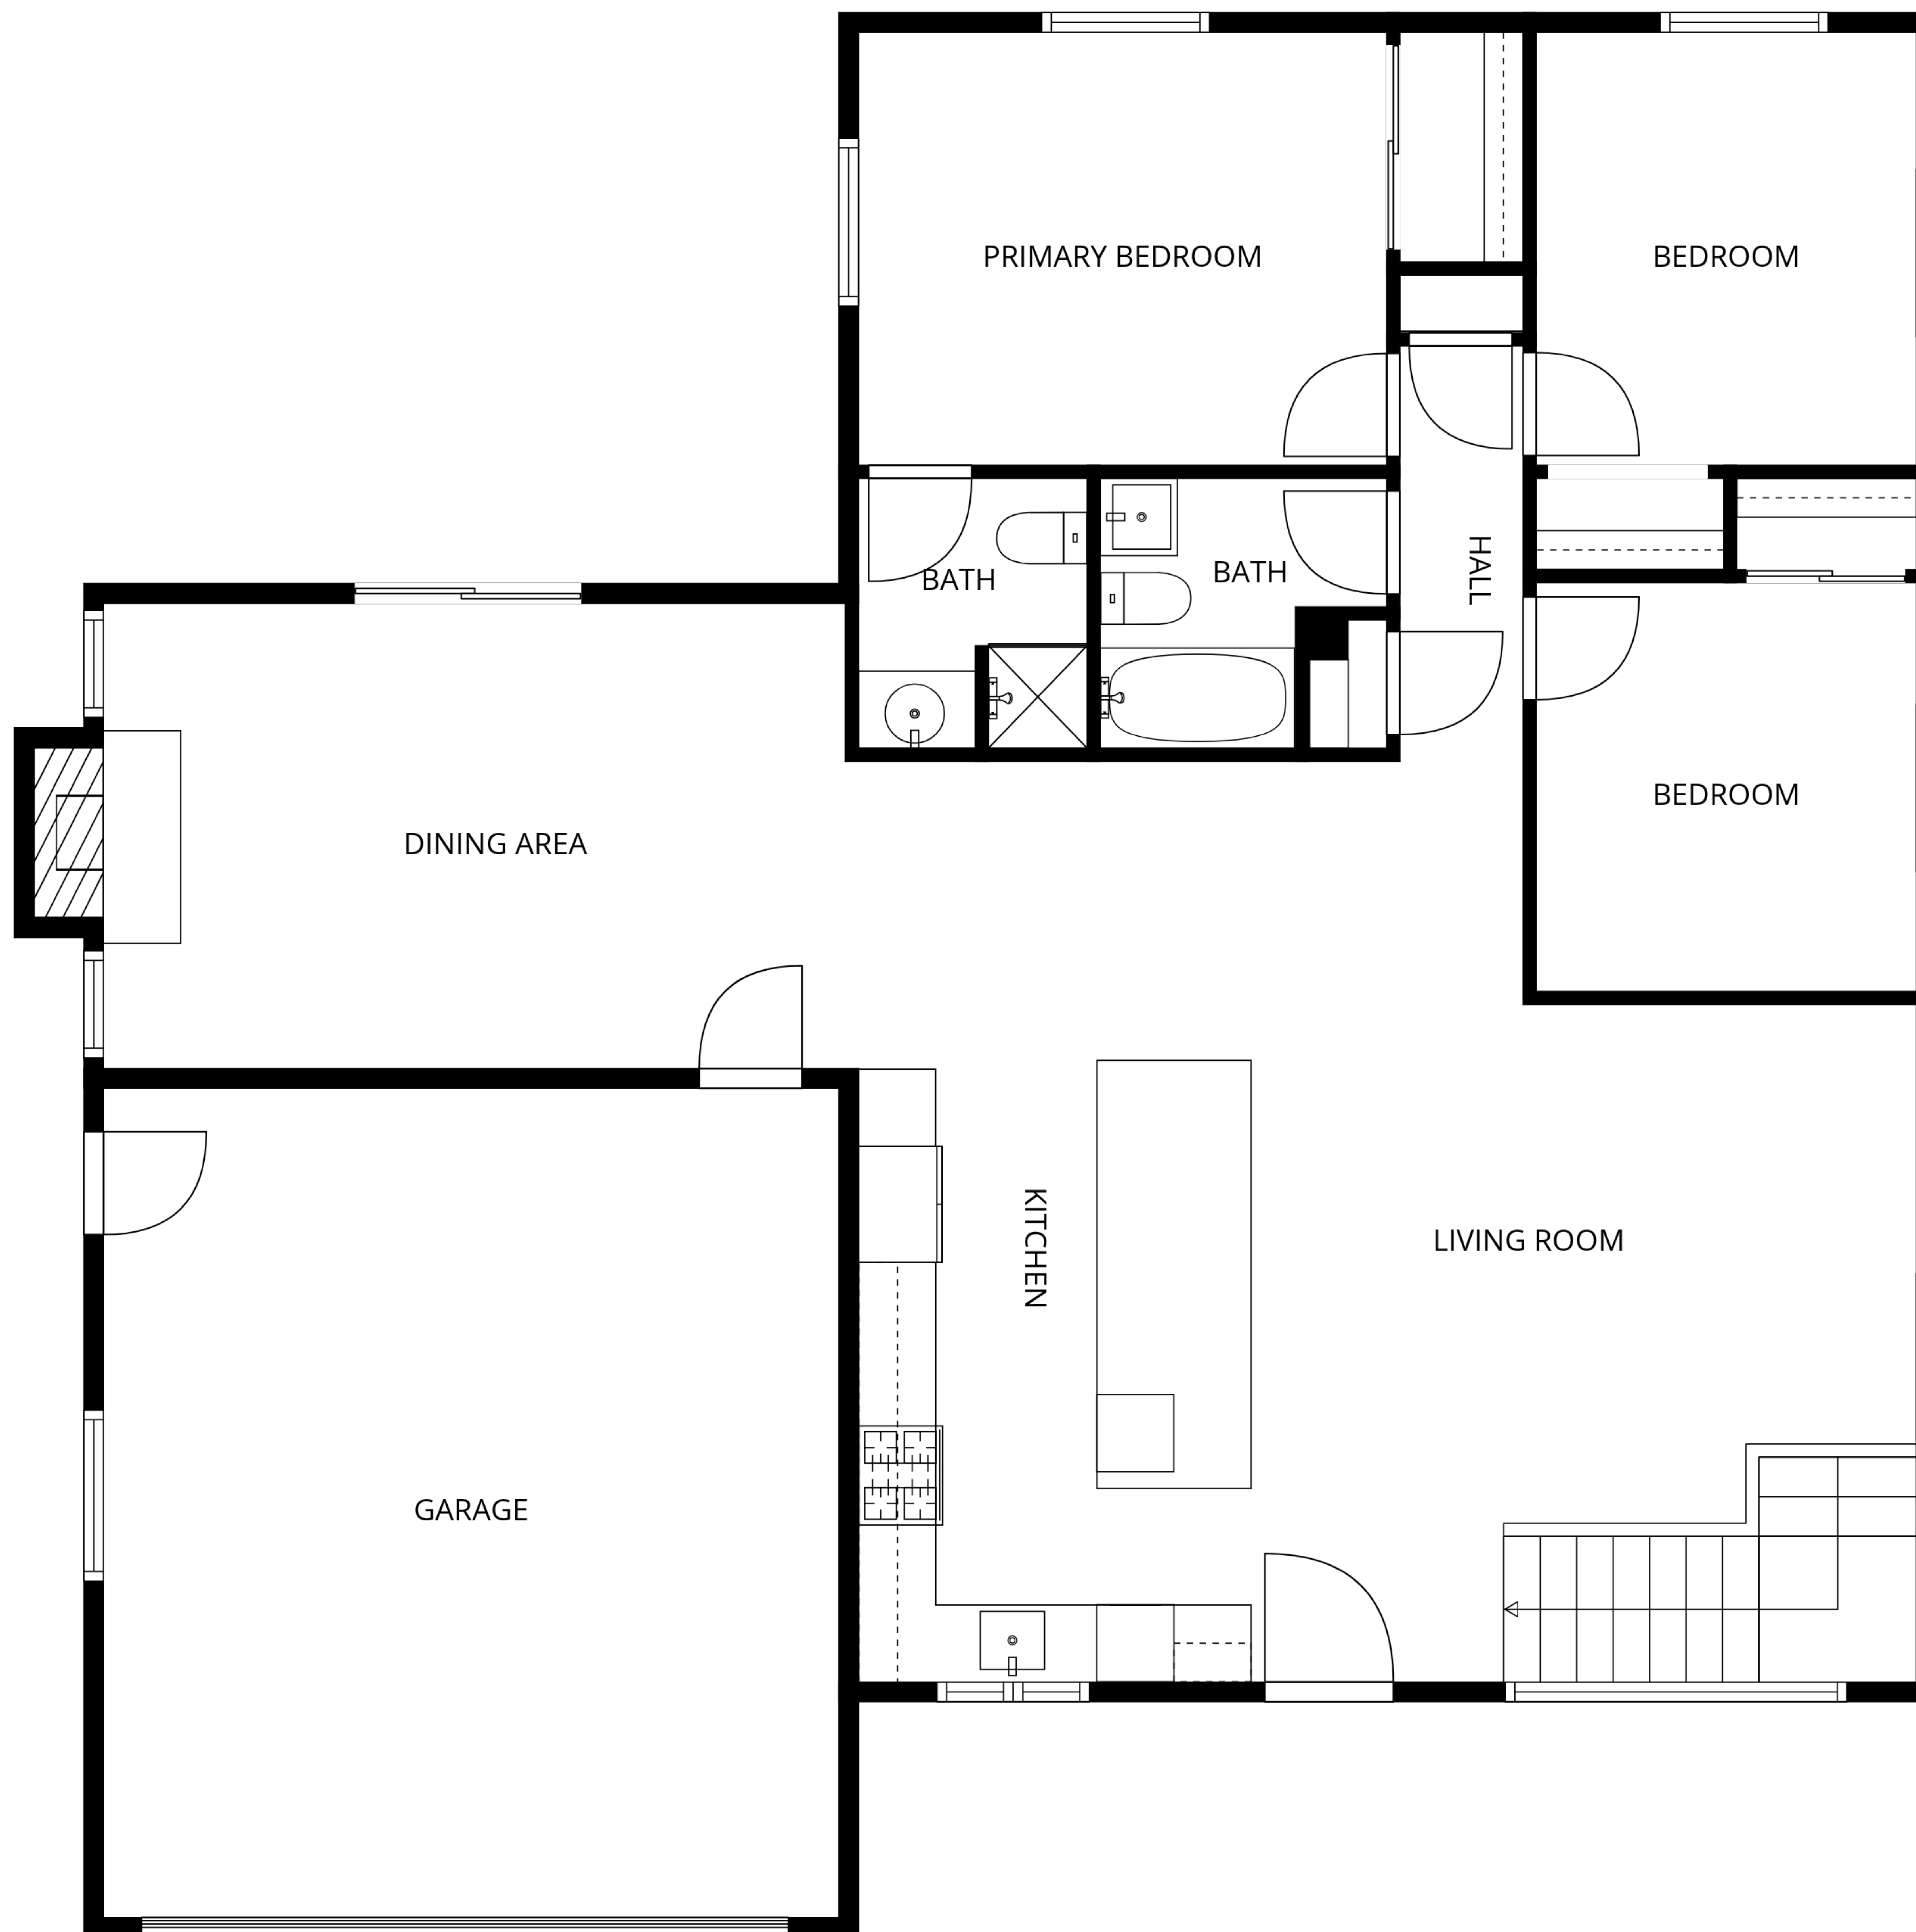 PRIMARY BEDROOM
BEDROOM
BATH
BATH
HALL
BEDROOM
DINING AREA
KITCHEN
LIVING ROOM
GARAGE